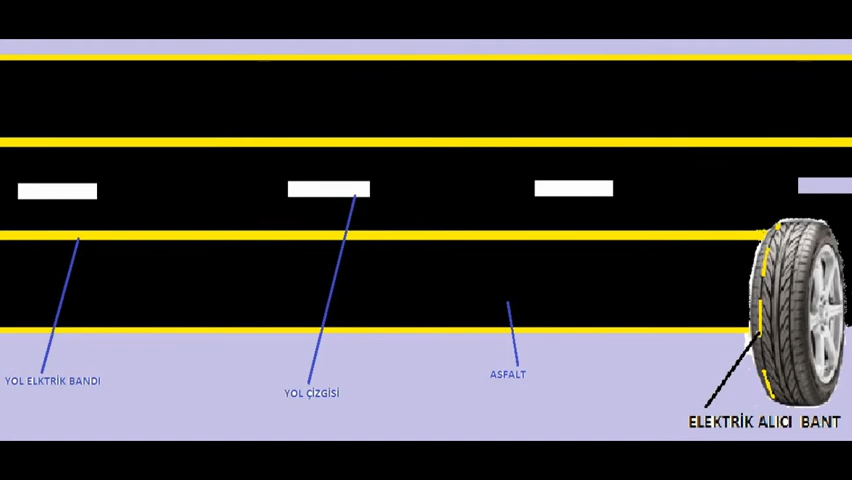 YOL ELKTRİK BANDI
YOL ÇİZGİSİ
ASFALT
ELEKTRİK ALICI BANT